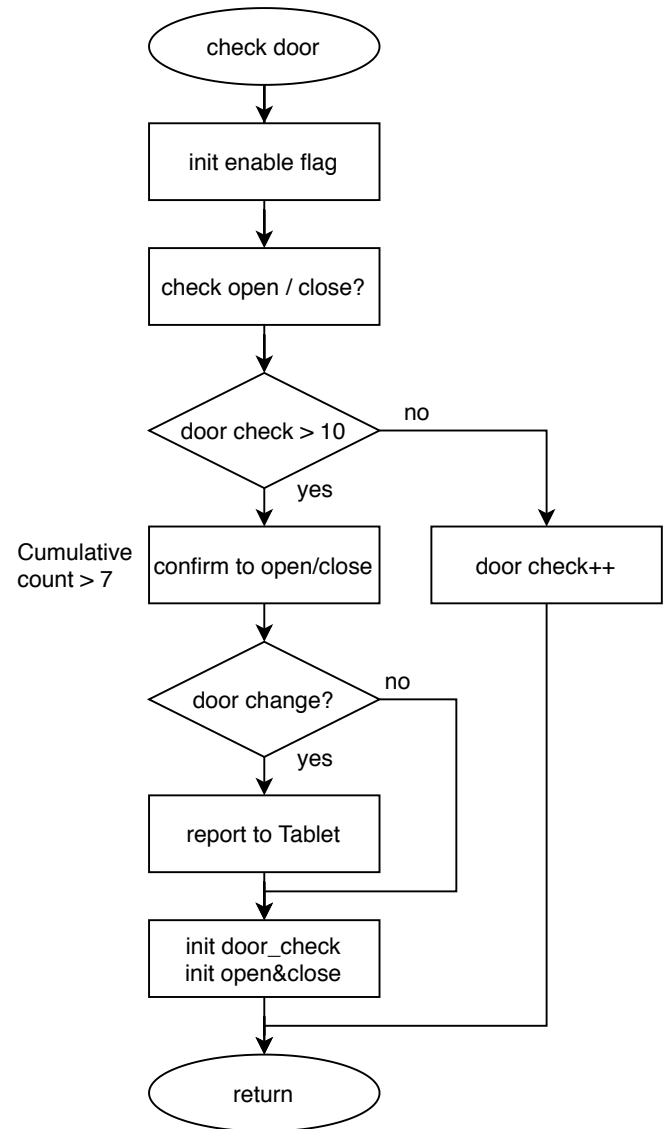 check door
init enable flag
check open / close?
door check > 10
no
yes
Cumulative
count > 7
confirm to open/close
door check++
door change?
no
yes
report to Tablet
init door_check
init open&close
return